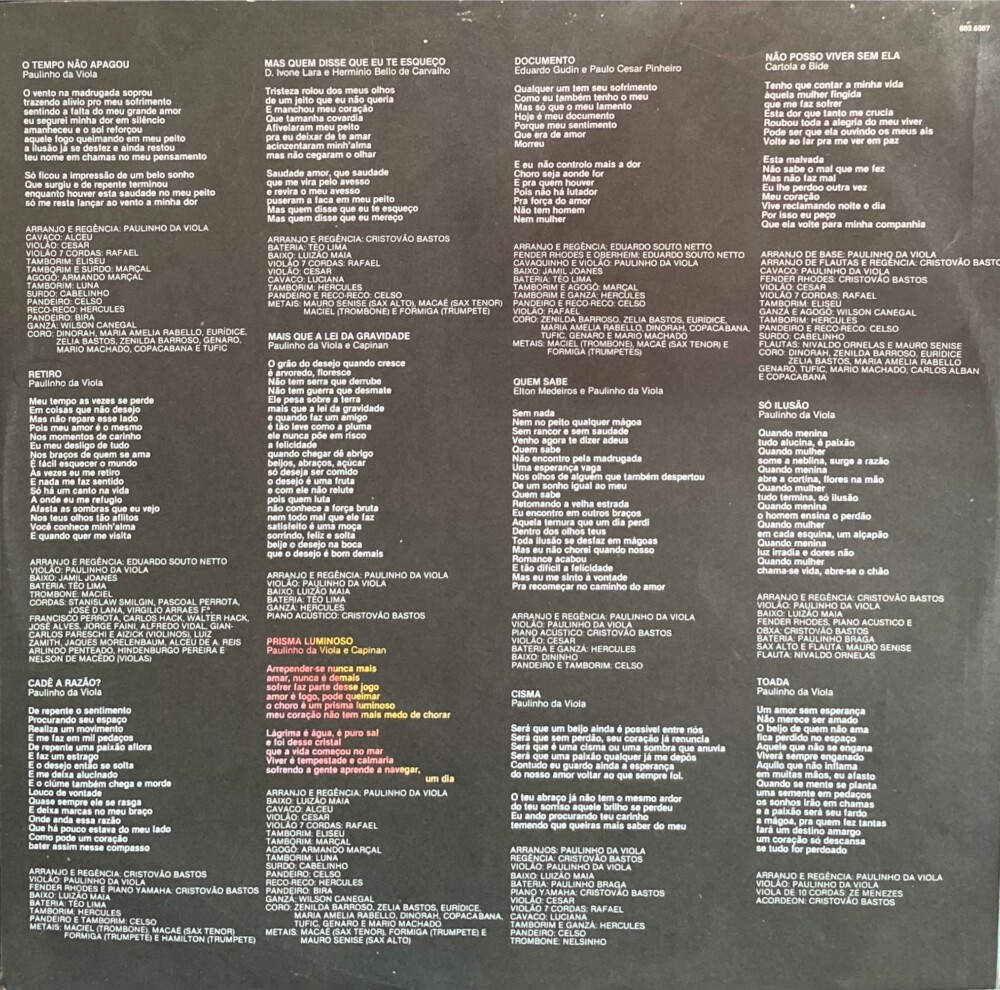 603.6007
O TEMPO NÃO APAGOU
Paulinho da Viola
O vento na madrugada soprou
trazendo alívio pro meu sofrimento
sentindo a falta do meu grande amor
eu segurei minha dor em silêncio
amanheceu e o sol reforçou
aquele fogo queimando em meu peito
a ilusão já se desfez e ainda restou
teu nome em chamas no meu pensamento
Só ficou a impressão de um belo sonho
Que surgiu e de repente terminou
enquanto houver esta saudade no meu peito
só me resta lançar ao vento a minha dor
ARRANJO E REGÊNCIA: PAULINHO DA VIOLA
CAVACO: ALCEU
VIOLÃO: CESAR
VIOLÃO 7 CORDAS: RAFAEL
TAMBORIM: ELISEU
TAMBORIM E SURDO: MARÇAL
AGOGÔ: ARMANDO MARÇAL
TAMBORIM: LUNA
SURDO: CABELINHO
PANDEIRO: CELSO
RECO-RECO: HERCULES
PANDEIRO: BIRA
GANZÁ: WILSON CANEGAL
CORO: DINORAH, MARIA AMELIA RABELLO, EURÍDICE,
ZELIA BASTOS, ZENILDA BARROSO, GENARO,
MARIO MACHADO, COPACABANA E TUFIC
RETIRO
Paulinho da Viola
Meu tempo as vezes se perde
Em coisas que não desejo
Mas não repare esse lado
Pois meu amor é o mesmo
Nos momentos de carinho
Eu me desligo de tudo
Nos braços de quem se ama
É fácil esquecer o mundo
Às vezes eu me retiro
E nada me faz sentido
Só há um canto na vida
A onde eu me refugio
Afasta as sombras que eu vejo
Nos teus olhos tão aflitos
Você conhece minh'alma
E quando quer me visita
ARRANJO E REGÊNCIA: EDUARDO SOUTO NETTO
VIOLÃO: PAULINHO DA VIOLA
BAIXO: JAMIL JOANES
BATERIA: TÉO LIMA
TROMBONE: MACIEL
CORDAS: STANISLAW SMILGIN, PASCOAL PERROTA,
JOSÉ D LANA, VIRGILIO ARRAES Fº,
FRANCISCO PERROTA, CARLOS HACK, WALTER HACK,
JOSÉ ALVES, JORGE FAINI, ALFREDO VIDAL, GIAN-
CARLOS PARESCHI E AIZICK (VIOLINOS), LUIZ
ZAMITH, JAQUES MORELENBAUM, ALCEU DE A. REIS
ARLINDO PENTEADO, HINDENBURGO PEREIRA E
NELSON DE MACÊDO (VIOLAS)
CADÊ A RAZÃO?
Paulinho da Viola
De repente o sentimento
Procurando seu espaço
Realiza um movimento
E me faz em mil pedaços
De repente uma paixão aflora
E faz um estrago
E o desejo então se solta
E me deixa alucinado
E o ciúme também chega e morde
Louco de vontade
Quase sempre ele se rasga
E deixa marcas no meu braço
Onde anda essa razão
Que há pouco estava do meu lado
Como pode um coração
bater assim nesse compasso
ARRANJO E REGÊNCIA: CRISTOVÃO BASTOS
VIOLÃO: PAULINHO DA VIOLA
FENDER RHODES E PIANO YAMAHA: CRISTOVÃO BASTOS
BAIXO: LUIZÃO MAIA
BATERIA: TÉO LIMA
TAMBORIM: HERCULES
PANDEIRO E TAMBORIM: CELSO
METAIS: MACIEL (TROMBONE), MACAÉ (SAX TENOR)
FORMIGA (TRUMPETE) E HAMILTON (TRUMPETE)
MAS QUEM DISSE QUE EU TE ESQUEÇO
D. Ivone Lara e Hermínio Bello de Carvalho
Tristeza rolou dos meus olhos
de um jeito que eu não queria
E manchou meu coração
Que tamanha covardia
Afivelaram meu peito
pra eu deixar de te amar
acinzentaram minh'alma
mas não cegaram o olhar
Saudade amor, que saudade
que me vira pelo avesso
e revira o meu avesso
puseram a faca em meu peito
Mas quem disse que eu te esqueço
Mas quem disse que eu mereço
ARRANJO E REGÊNCIA: CRISTOVÃO BASTOS
BATERIA: TÉO LIMA
BAIXO: LUIZÃO MAIA
VIOLÃO 7 CORDAS: RAFAEL
VIOLÃO: CESAR
CAVACO: LUCIANA
TAMBORIM: HERCULES
PANDEIRO E RECO-RECO: CELSO
METAIS: MAURO SENISE (SAX ALTO), MACAÉ (SAX TENOR)
MACIEL (TROMBONE) E FORMIGA (TRUMPETE)
MAIS QUE A LEI DA GRAVIDADE
Paulinho da Viola e Capinan
O grão do desejo quando cresce
é arvoredo, floresce
Não tem serra que derrube
Não tem guerra que desmate
Ele pesa sobre a terra
mais que a lei da gravidade
e quando faz um amigo
é tão leve como a pluma
ele nunca põe em risco
a felicidade
quando chegar dê abrigo
beijos, abraços, açúcar
só deseja ser comido
o desejo é uma fruta
e com ele não relute
pois quem luta
não conhece a força bruta
nem todo mal que ele faz
satisfeito é uma moça
sorrindo, feliz e solta
beije o desejo na boca
que o desejo é bom demais
ARRANJO E REGÊNCIA: PAULINHO DA VIOLA
VIOLÃO: PAULINHO DA VIOLA
BAIXO: LUIZÃO MAIA
BATERIA: TÉO LIMA
GANZÁ: HERCULES
PIANO ACÚSTICO: CRISTOVÃO BASTOS
PRISMA LUMINOSO
Paulinho da Viola e Capinan
Arrepender-se nunca mais
amar, nunca é demais
sofrer faz parte desse jogo
amor é fogo, pode queimar
o choro é um prisma luminoso
meu coração não tem mais medo de chorar
Lágrima é água, é puro sal
e foi desse cristal
que a vida começou no mar
Viver é tempestade e calmaria
sofrendo a gente aprende a navegar,
um dia
ARRANJO E REGÊNCIA: PAULINHO DA VIOLA
BAIXO: LUIZÃO MAIA
CAVACO: ALCEU
VIOLÃO: CESAR
VIOLÃO 7 CORDAS: RAFAEL
TAMBORIM: ELISEU
TAMBORIM: MARÇAL
AGOGÔ: ARMANDO MARÇAL
TAMBORIM: LUNA
SURDO: CABELINHO
PANDEIRO: CELSO
RECO-RECO: HERCULES
PANDEIRO: BIRA
GANZÁ: WILSON CANEGAL
CORO: ZENILDA BARROSO, ZELIA BASTOS, EURÍDICE,
MARIA AMELIA RABELLO, DINORAH, COPACABANA,
TUFIC, GENARO E MARIO MACHADO
METAIS: MACAÉ (SAX TENOR), FORMIGA (TRUMPETE) E
MAURO SENISE (SAX ALTO)
DOCUMENTO
Eduardo Gudin e Paulo Cesar Pinheiro
Qualquer um tem seu sofrimento
Como eu também tenho o meu
Mas só que o meu lamento
Hoje é meu documento
Porque meu sentimento
Que era de amor
Morreu
E eu não controlo mais a dor
Choro seja aonde for
E pra quem houver
Pois não há lutador
Pra força do amor
Não tem homem
Nem mulher
ARRANJO E REGÊNCIA: EDUARDO SOUTO NETTO
FENDER RHODES E OBERHEIM: EDUARDO SOUTO NETTO
CAVAQUINHO E VIOLÃO: PAULINHO DA VIOLA
BAIXO: JAMIL JOANES
BATERIA: TÉO LIMA
TAMBORIM E AGOGÔ: MARÇAL
TAMBORIM E GANZÁ: HERCULES
PANDEIRO E RECO-RECO: CELSO
VIOLÃO: RAFAEL
CORO: ZENILDA BARROSO, ZELIA BASTOS, EURÍDICE,
MARIA AMELIA RABELLO, DINORAH, COPACABANA,
TUFIC, GENARO E MARIO MACHADO
METAIS: MACIEL (TROMBONE), MACAÉ (SAX TENOR) E
FORMIGA (TRUMPETES)
QUEM SABE
Elton Medeiros e Paulinho da Viola
Sem nada
Nem no peito qualquer mágoa
Sem rancor e sem saudade
Venho agora te dizer adeus
Quem sabe
Não encontro pela madrugada
Uma esperança vaga
Nos olhos de alguém que também despertou
De um sonho igual ao meu
Quem sabe
Retomando a velha estrada
Eu encontro em outros braços
Aquela ternura que um dia perdi
Dentro dos olhos teus
Toda ilusão se desfaz em mágoas
Mas eu não chorei quando nosso
Romance acabou
E tão difícil a felicidade
Mas eu me sinto à vontade
Pra recomeçar no caminho do amor
ARRANJO E REGÊNCIA: PAULINHO DA VIOLA
VIOLÃO: PAULINHO DA VIOLA
PIANO ACÚSTICO: CRISTOVÃO BASTOS
VIOLÃO: CESAR
BATERIA E GANZÁ: HERCULES
BAIXO: DININHO
PANDEIRO E TAMBORIM: CELSO
CISMA
Paulinho da Viola
Será que um beijo ainda é possível entre nós
Será que sem perdão, seu coração já renuncia
Será que é uma cisma ou uma sombra que anuvia
Será que uma paixão qualquer já me depôs
Contudo eu guardo ainda a esperança
do nosso amor voltar ao que sempre foi.
O teu abraço já não tem o mesmo ardor
do teu sorriso aquele brilho se perdeu
Eu ando procurando teu carinho
temendo que queiras mais saber do meu
ARRANJOS: PAULINHO DA VIOLA
REGÊNCIA: CRISTOVÃO BASTOS
VIOLÃO: PAULINHO DA VIOLA
BAIXO: LUIZÃO MAIA
BATERIA: PAULINHO BRAGA
PIANO YAMAHA: CRISTOVÃO BASTOS
VIOLÃO: CESAR
VIOLÃO 7 CORDAS: RAFAEL
CAVACO: LUCIANA
TAMBORIM E GANZÁ: HERCULES
PANDEIRO: CELSO
TROMBONE: NELSINHO
NÃO POSSO VIVER SEM ELA
Cartola e Bide
Tenho que contar a minha vida
àquela mulher fingida
que me faz sofrer
Esta dor que tanto me crucia
Roubou toda a alegria do meu viver
Pode ser que ela ouvindo os meus ais
Volte ao lar pra me ver em paz
Esta malvada
Não sabe o mal que me fez
Mas não faz mal
Eu lhe perdoo outra vez
Meu coração
Vive reclamando noite e dia
Por isso eu peço
Que ela volte para minha companhia
ARRANJO DE BASE: PAULINHO DA VIOLA
ARRANJO DE FLAUTAS E REGÊNCIA: CRISTOVÃO BASTO
CAVACO: PAULINHO DA VIOLA
FENDER RHODES: CRISTOVÃO BASTOS
VIOLÃO: CESAR
VIOLÃO 7 CORDAS: RAFAEL
TAMBORIM: ELISEU
GANZÁ E AGOGÔ: WILSON CANEGAL
TAMBORIM: HERCULES
PANDEIRO E RECO-RECO: CELSO
SURDO: CABELINHO
FLAUTAS: NIVALDO ORNELAS E MAURO SENISE
CORO: DINORAH, ZENILDA BARROSO, EURÍDICE
ZELIA BASTOS, MARIA AMELIA RABELLO
GENARO, TUFIC, MARIO MACHADO, CARLOS ALBAN
E COPACABANA
SÓ ILUSÃO
Paulinho da Viola
Quando menina
tudo alucina, é paixão
Quando mulher
some a neblina, surge a razão
Quando menina
abre a cortina, flores na mão
Quando mulher
tudo termina, só ilusão
Quando menina
o homem ensina o perdão
Quando mulher
em cada esquina, um alçapão
Quando menina
luz irradia e dores não
Quando mulher
chama-se vida, abre-se o chão
ARRANJO E REGÊNCIA: CRISTOVÃO BASTOS
VIOLÃO: PAULINHO DA VIOLA
BAIXO: LUIZÃO MAIA
FENDER RHODES, PIANO ACÚSTICO E
OBXA: CRISTOVÃO BASTOS
BATERIA: PAULINHO BRAGA
SAX ALTO E FLAUTA: MAURO SENISE
FLAUTA: NIVALDO ORNELAS
TOADA
Paulinho da Viola
Um amor sem esperança
Não merece ser amado
O beijo de quem não ama
fica perdido no espaço
Aquele que não se engana
Viverá sempre enganado
Aquilo que não inflama
em muitas mãos, eu afasto
Quando se mente se planta
uma semente em pedaços
os sonhos irão em chamas
e a paixão será seu fardo
a mágoa, pra quem fez tantas
fará um destino amargo
um coração só descansa
se tudo for perdoado
ARRANJO E REGÊNCIA: PAULINHO DA VIOLA
VIOLÃO: PAULINHO DA VIOLA
VIOLA DE 10 CORDAS: ZE MENEZES
ACORDEON: CRISTOVÃO BASTOS